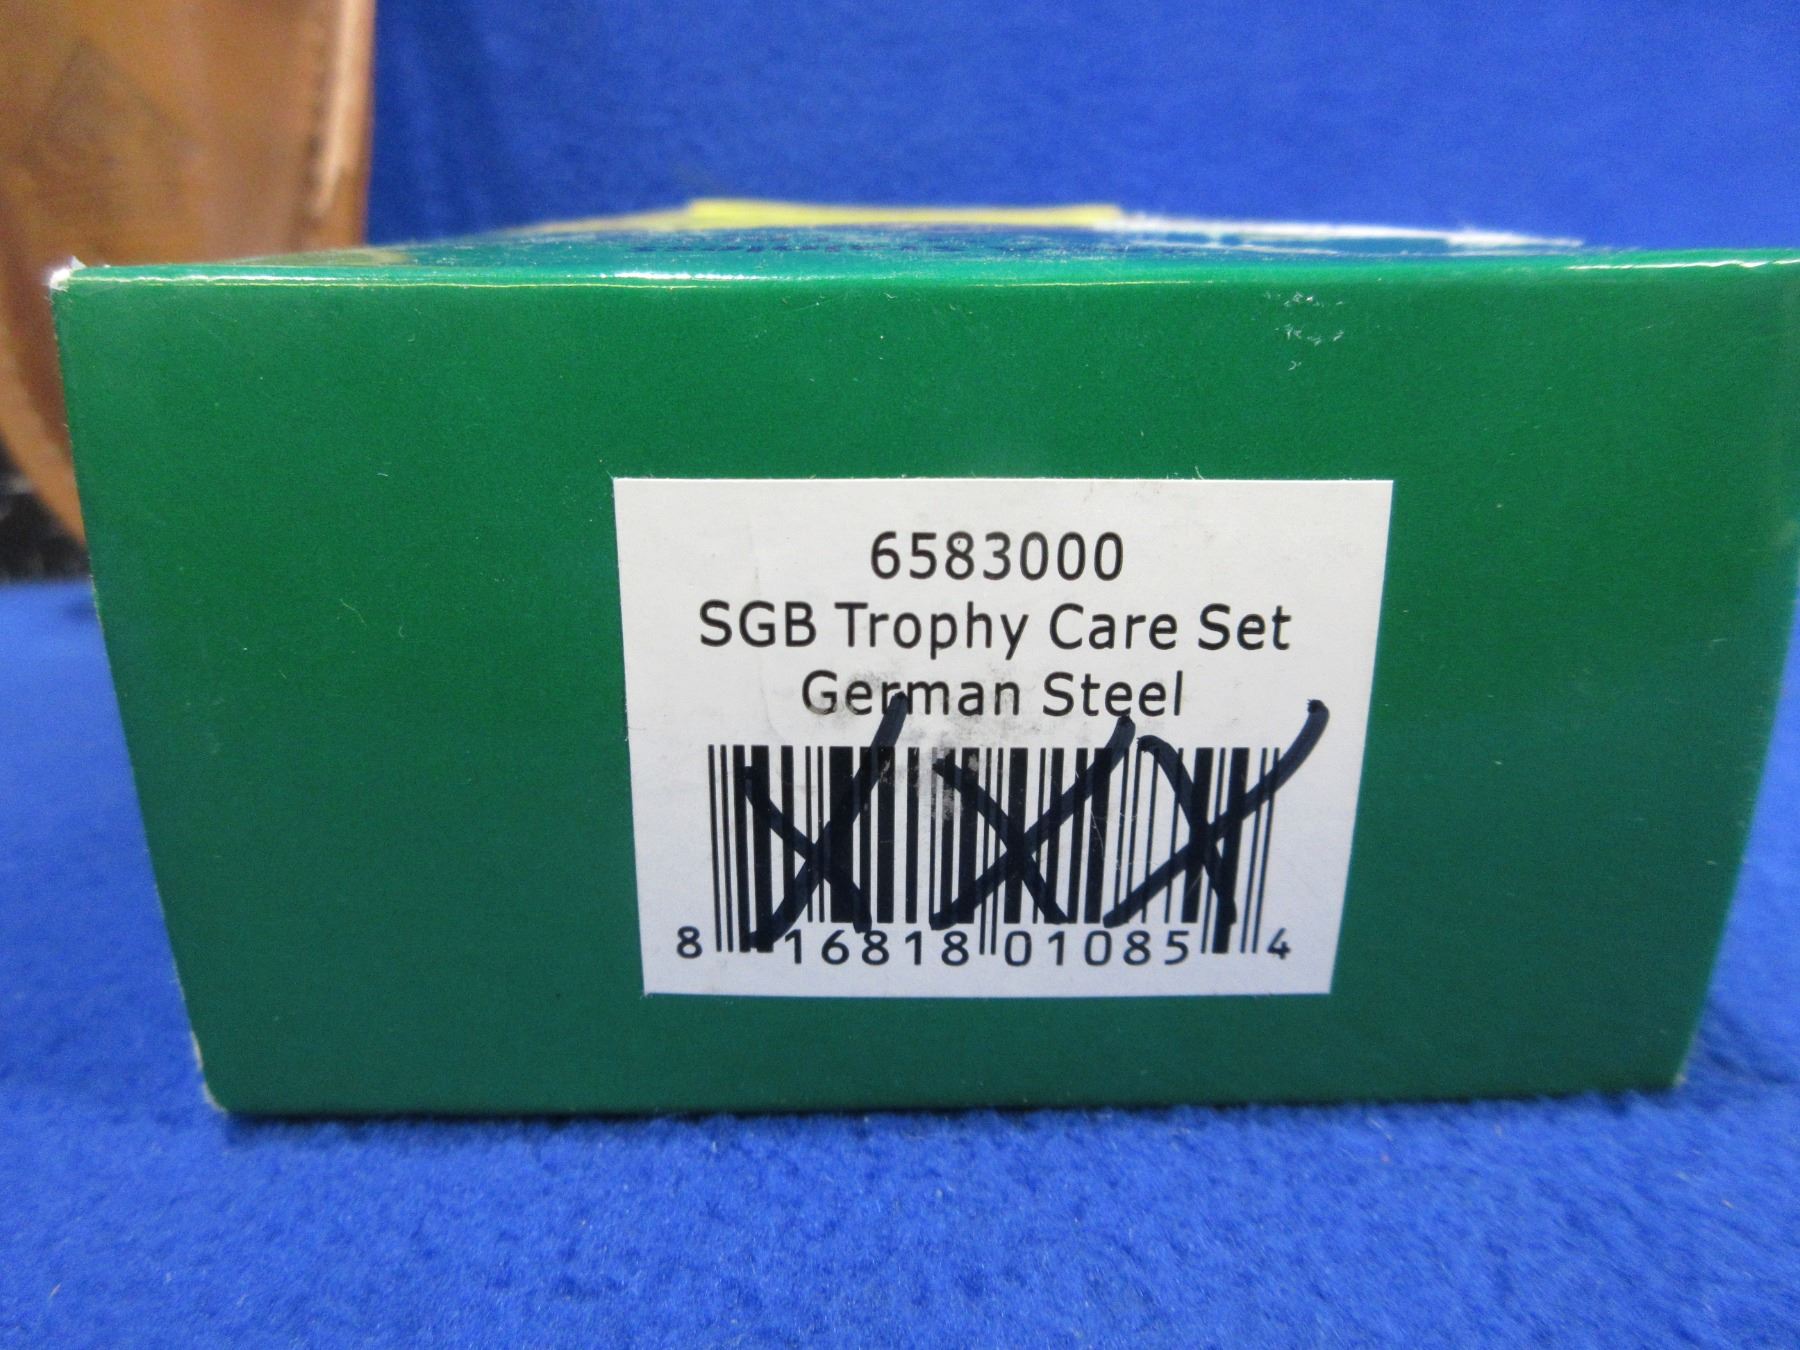 6583000
SGB Trophy Care Set
German Steel
8 16818 01085 4